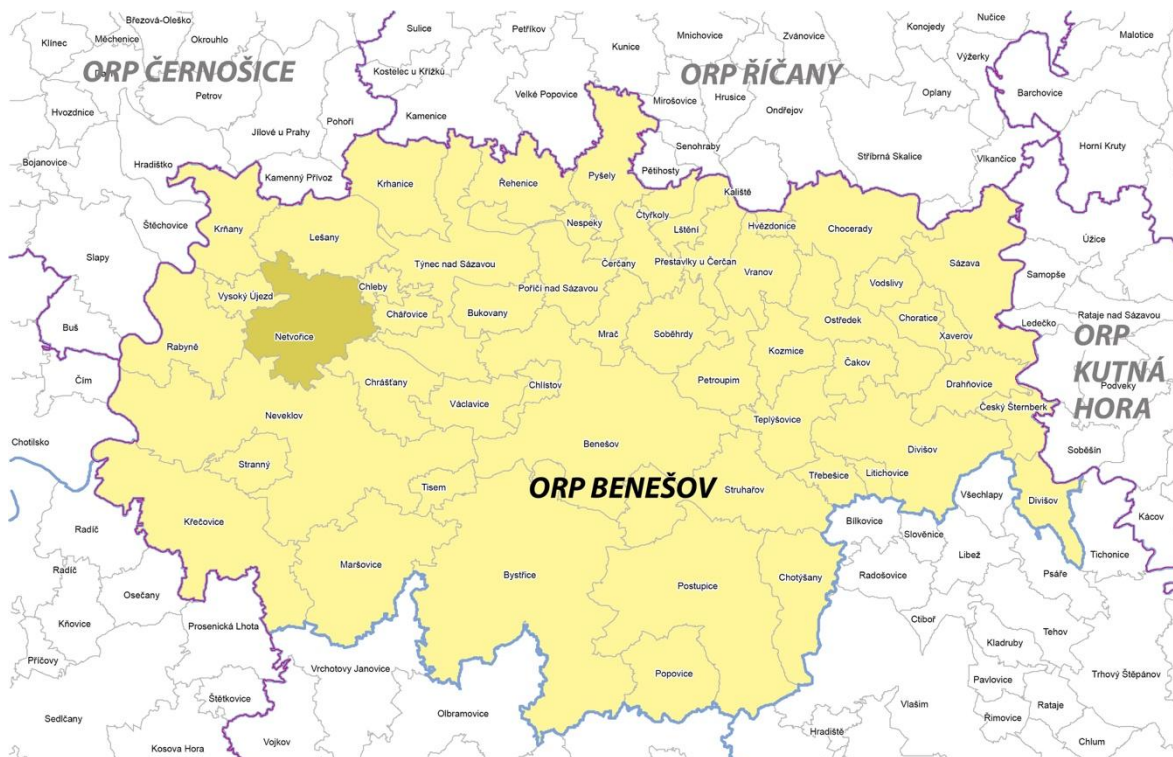 Březová-Oleško
Klínec
Měchenice
Okrouhlo
ORP ČERNOŠICE
Petrov
Hvozdnice
Bojanovice
Hradištko
Jílové u Prahy
Pohoří
Kamenný Přívoz
Štěchovice
Slapy
Buš
Čím
Chotilsko
Sulice
Petříkov
Kunice
Mnichovice
Zvánovice
Konojedy
Nučice
Výžerky
Malotice
Kostelec u Křížků
ORP ŘÍČANY
Velké Popovice
Mirošovice
Hrusice
Ondřejov
Oplany
Barchovice
Kamenice
Senohraby
Pětihosty
Kaliště
Stříbrná Skalice
Vlkančice
Horní Kruty
Krhanice
Řehenice
Pyšely
Krňany
Lešany
Nespeky
Čtyřkoly
Lštění
Hvězdonice
Chocerady
Úžice
Týnec nad Sázavou
Čerčany
Přestavlky u Čerčan
Vranov
Sázava
Samopše
Vysoký Újezd
Chleby
Poříčí nad Sázavou
Vodslivy
Chářovice
Bukovany
Ostředek
Choratice
Ledečko
Rataje nad Sázavou
Netvořice
Mrač
Soběhrdy
Xaverov
ORP
KUTNÁ
HORA
Rabyně
Kozmice
Čakov
Podveky
Chrášťany
Chlístov
Petroupim
Drahňovice
Václavice
Český Šternberk
Neveklov
Teplýšovice
Benešov
Divišov
Soběšín
Stranný
Třebešice
Litichovice
Tisem
ORP BENEŠOV
Struhařov
Všechlapy
Divišov
Kácov
Křečovice
Bílkovice
Slověnice
Radíč
Libež
Tichonice
Maršovice
Bystřice
Postupice
Chotýšany
Radošovice
Psáře
Radíč
Osečany
Kňovice
Prosenická Lhota
Ctiboř
Tehov
Kladruby
Příčovy
Vrchotovy Janovice
Popovice
Pavlovice
Trhový Štěpánov
Štětkovice
Olbramovice
Vlašim
Rataje
Sedlčany
Římovice
Hradiště
Kosova Hora
Vojkov
Chlum